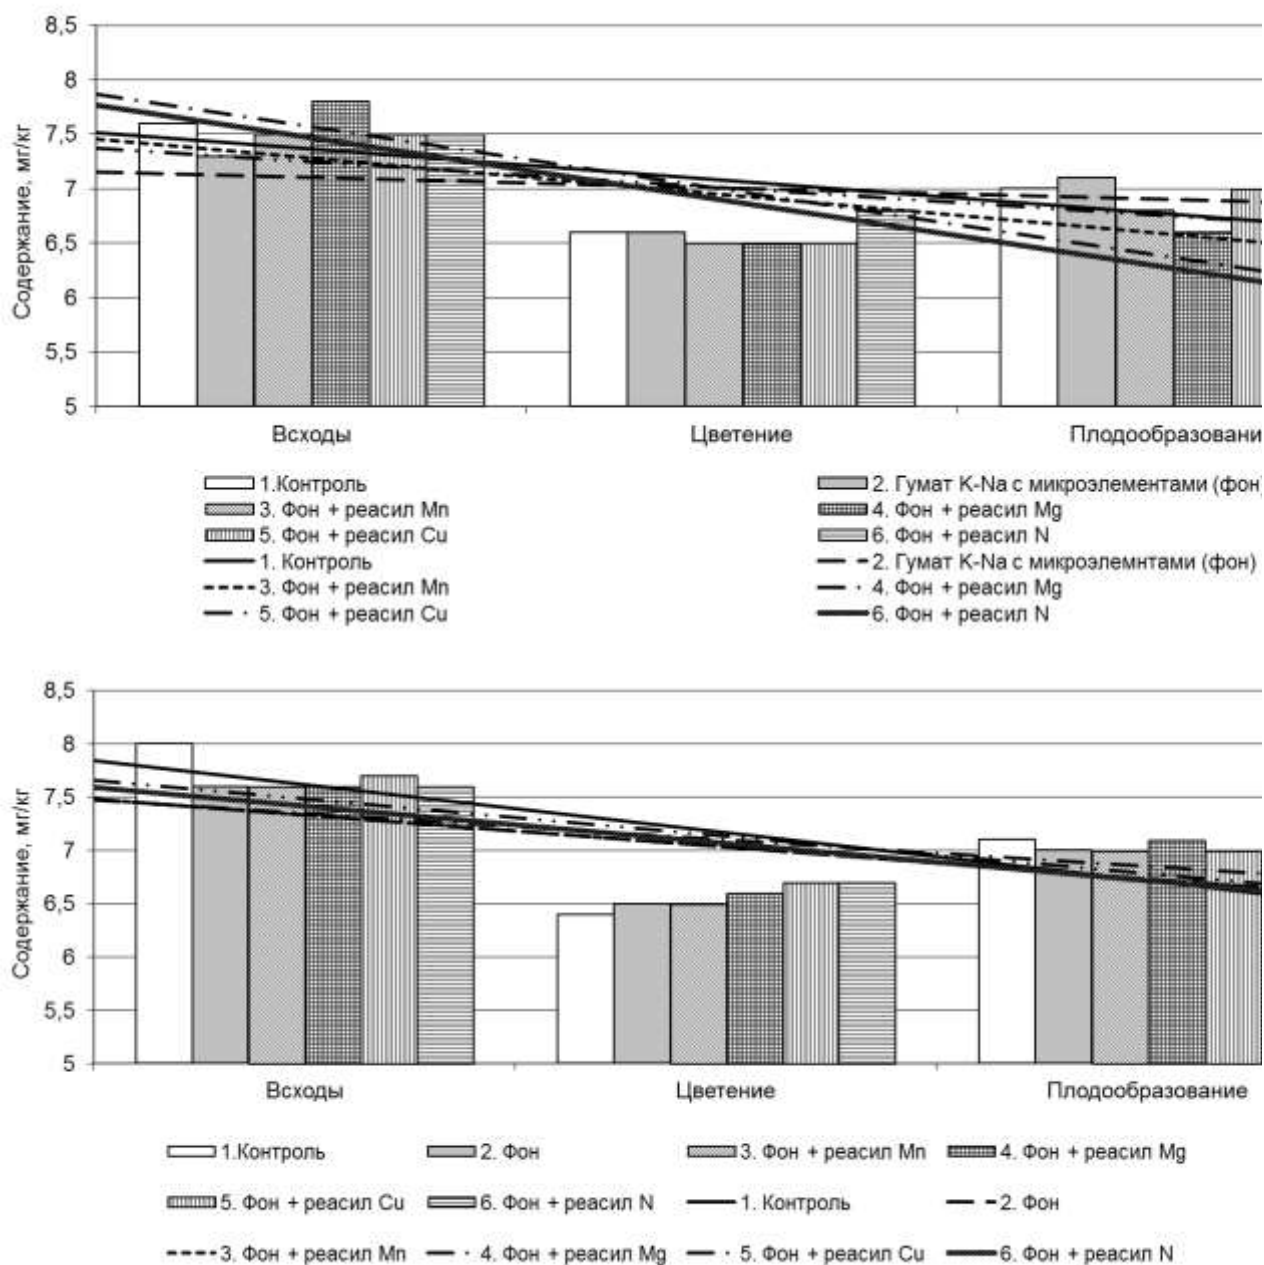 8,5
8
7,5
7
6,5
6
5,5
5
Содержание, мг/кг
Всходы Цветение Плодообразовани
1.Контроль 2. Гумат K-Na с микроэлементами (фон)
3. Фон + реасил Mn 4. Фон + реасил Mg
5. Фон + реасил Cu 6. Фон + реасил N
1. Контроль 2. Гумат K-Na с микроэлемнтами (фон)
3. Фон + реасил Mn 4. Фон + реасил Mg
5. Фон + реасил Cu 6. Фон + реасил N
8,5
8
7,5
7
6,5
6
5,5
5
Содержание, мг/кг
Всходы Цветение Плодообразование
1.Контроль 2. Фон 3. Фон + реасил Mn 4. Фон + реасил Mg
5. Фон + реасил Cu 6. Фон + реасил N 1. Контроль 2. Фон
3. Фон + реасил Mn 4. Фон + реасил Mg 5. Фон + реасил Cu 6. Фон + реасил N